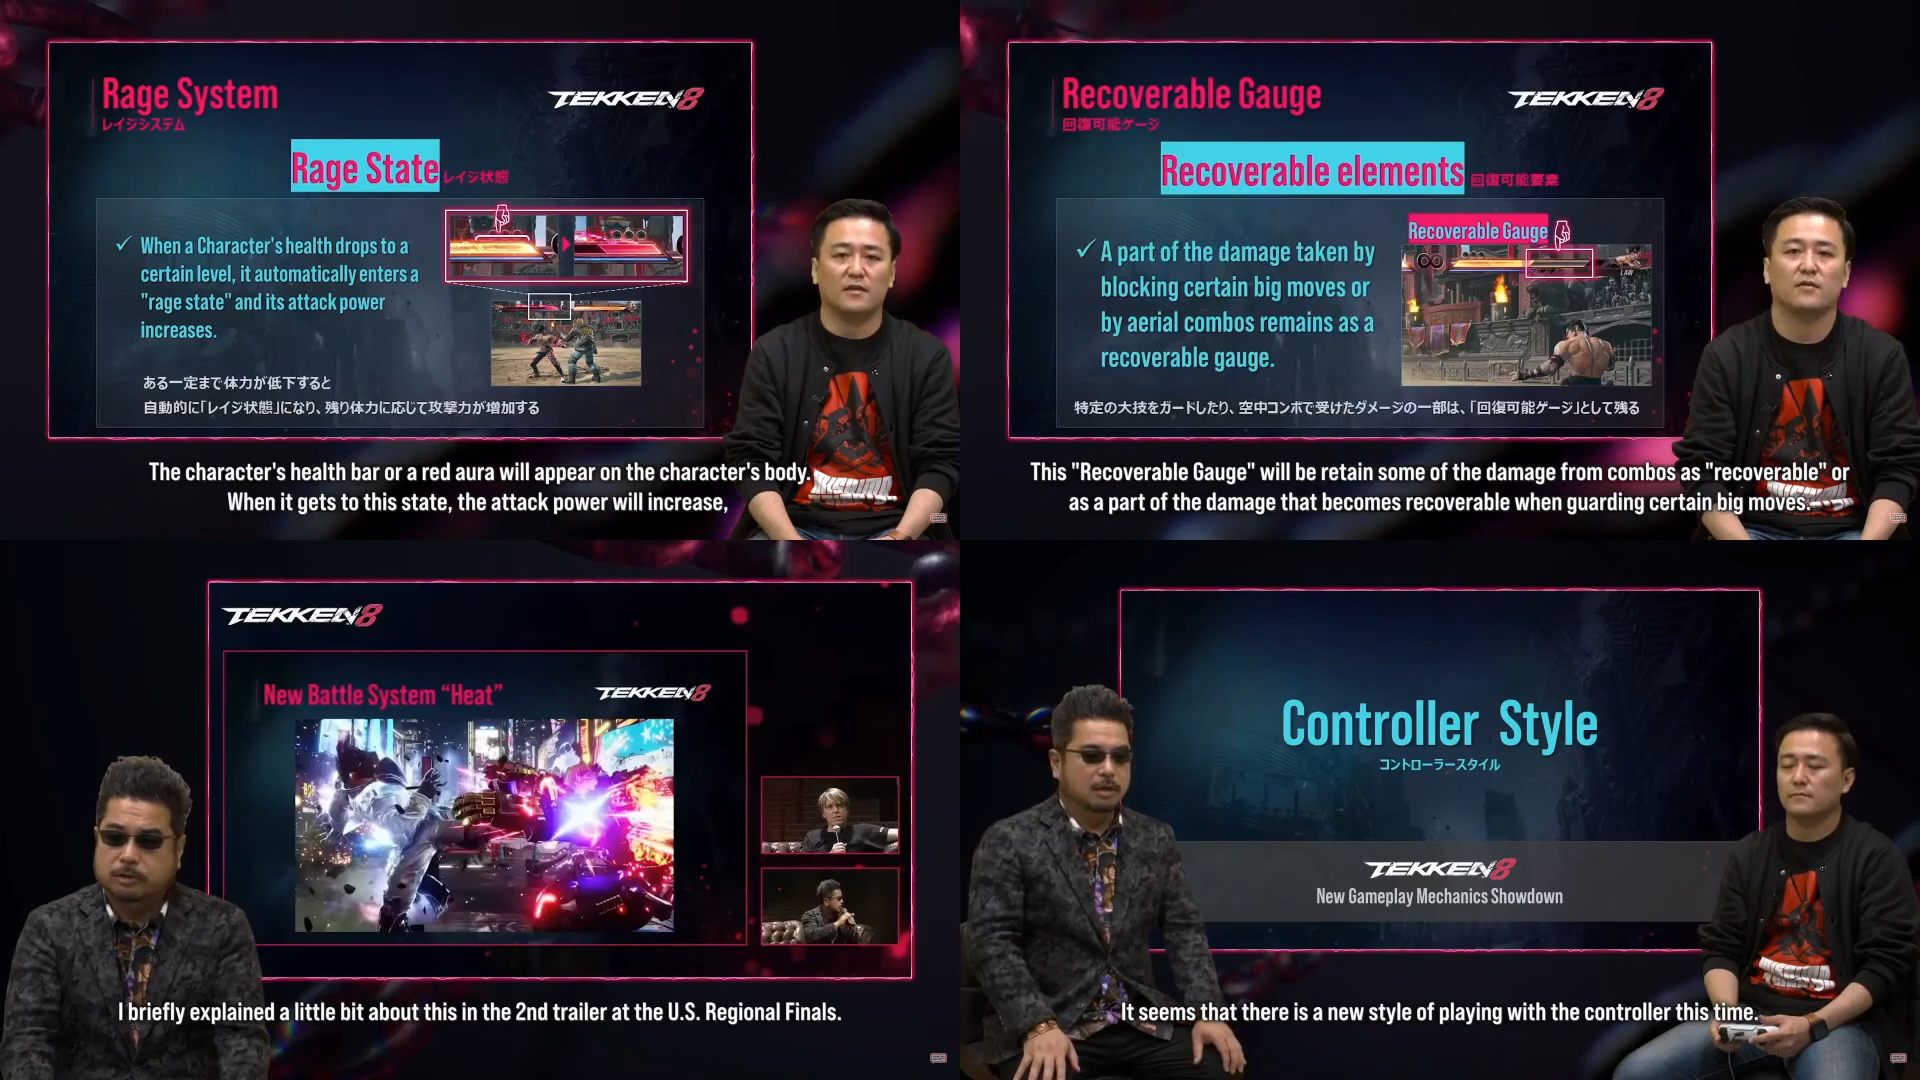 Rage System
レイジシステム
TEKKEN 8
Rage State レイジ状態
✓ When a Character's health drops to a
certain level, it automatically enters a
"rage state" and its attack power
increases.
ある一定まで体力が低下すると
自動的に「レイジ状態」になり、残り体力に応じて攻撃力が増加する
The character's health bar or a red aura will appear on the character's body.
When it gets to this state, the attack power will increase,
Recoverable Gauge
回復可能ゲージ
TEKKEN 8
Recoverable elements 回復可能要素
Recoverable Gauge
LAW
✓ A part of the damage taken by
blocking certain big moves or
by aerial combos remains as a
recoverable gauge.
特定の大技をガードしたり、空中コンボで受けたダメージの一部は、「回復可能ゲージ」として残る
This "Recoverable Gauge" will be retain some of the damage from combos as "recoverable" or
as a part of the damage that becomes recoverable when guarding certain big moves.
TEKKEN 8
New Battle System “Heat”
TEKKEN 8
I briefly explained a little bit about this in the 2nd trailer at the U.S. Regional Finals.
Controller Style
コントローラースタイル
TEKKEN 8
New Gameplay Mechanics Showdown
It seems that there is a new style of playing with the controller this time.